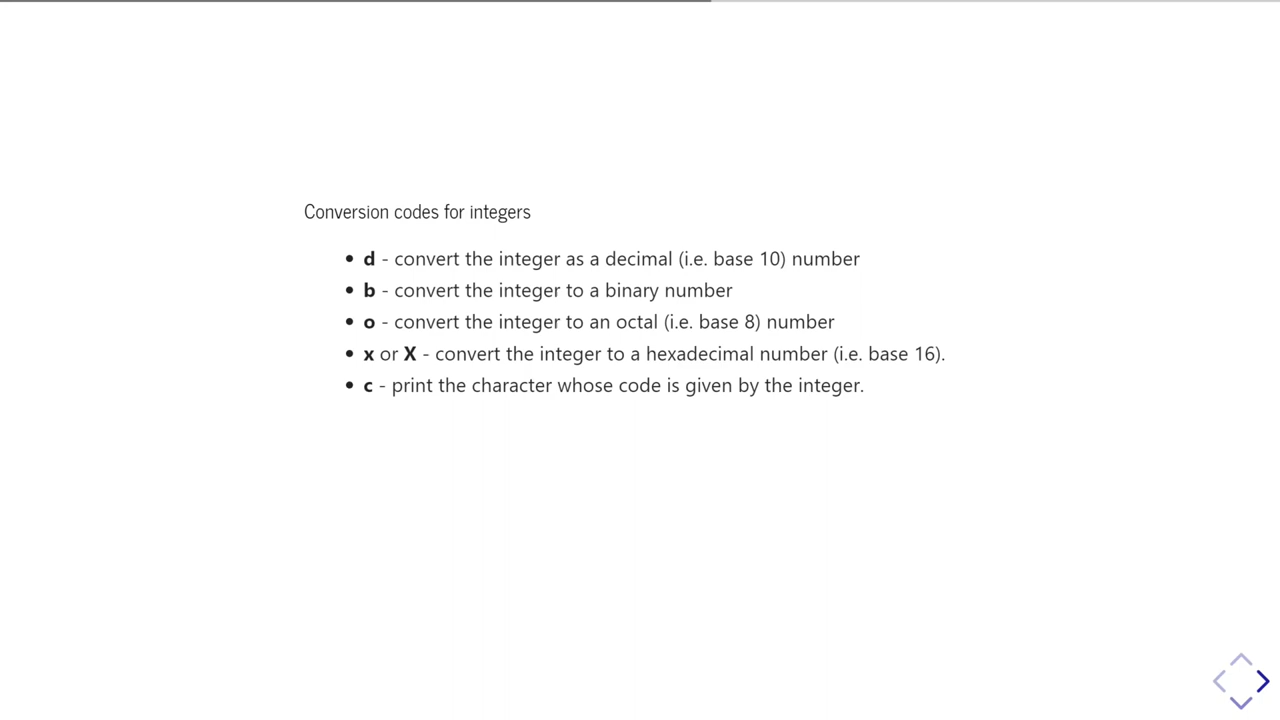 Conversion codes for integers
• d - convert the integer as a decimal (i.e. base 10) number
• b - convert the integer to a binary number
• o - convert the integer to an octal (i.e. base 8) number
• x or X - convert the integer to a hexadecimal number (i.e. base 16).
• c - print the character whose code is given by the integer.